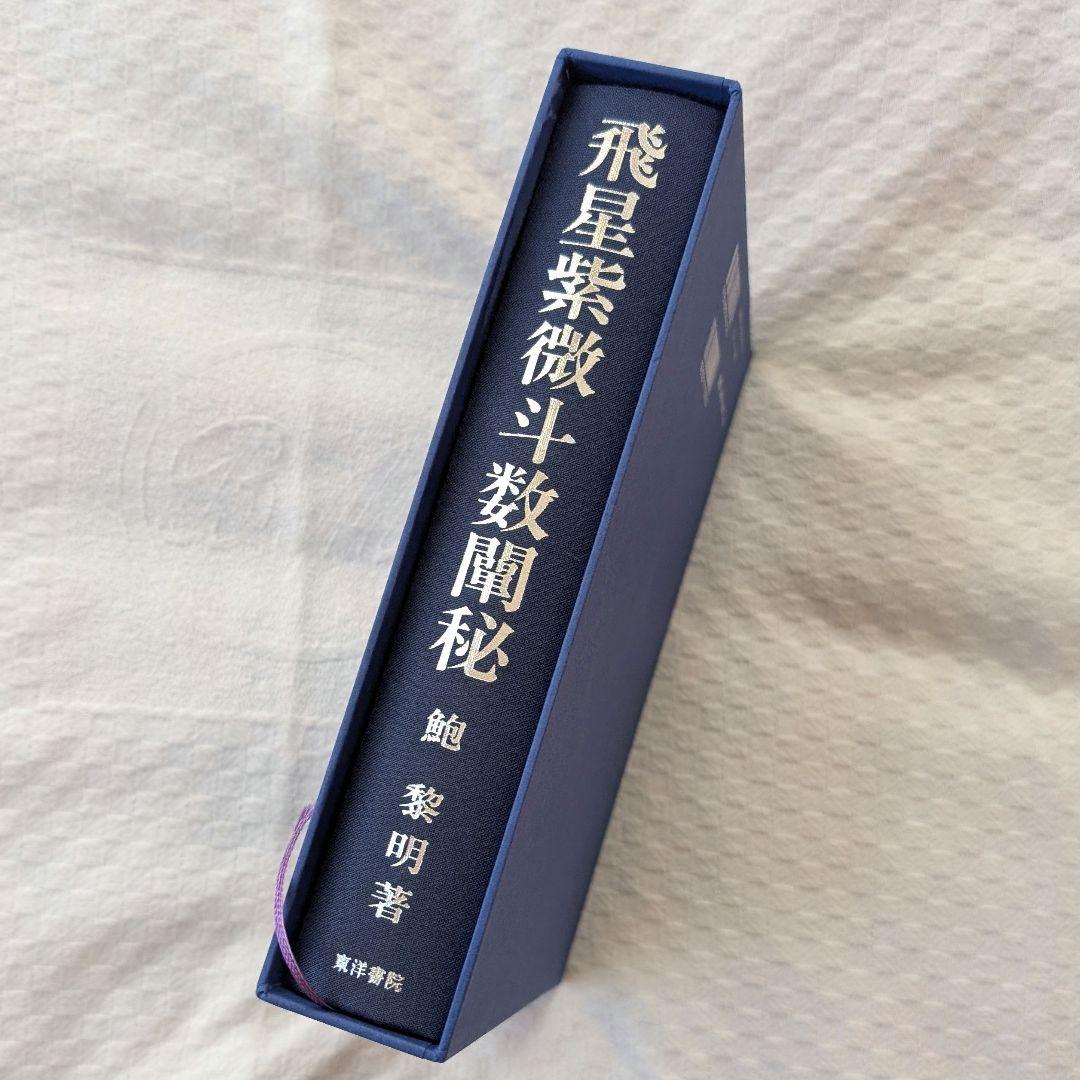 飛星紫微斗数闡秘
鮑 黎明著
東洋書院